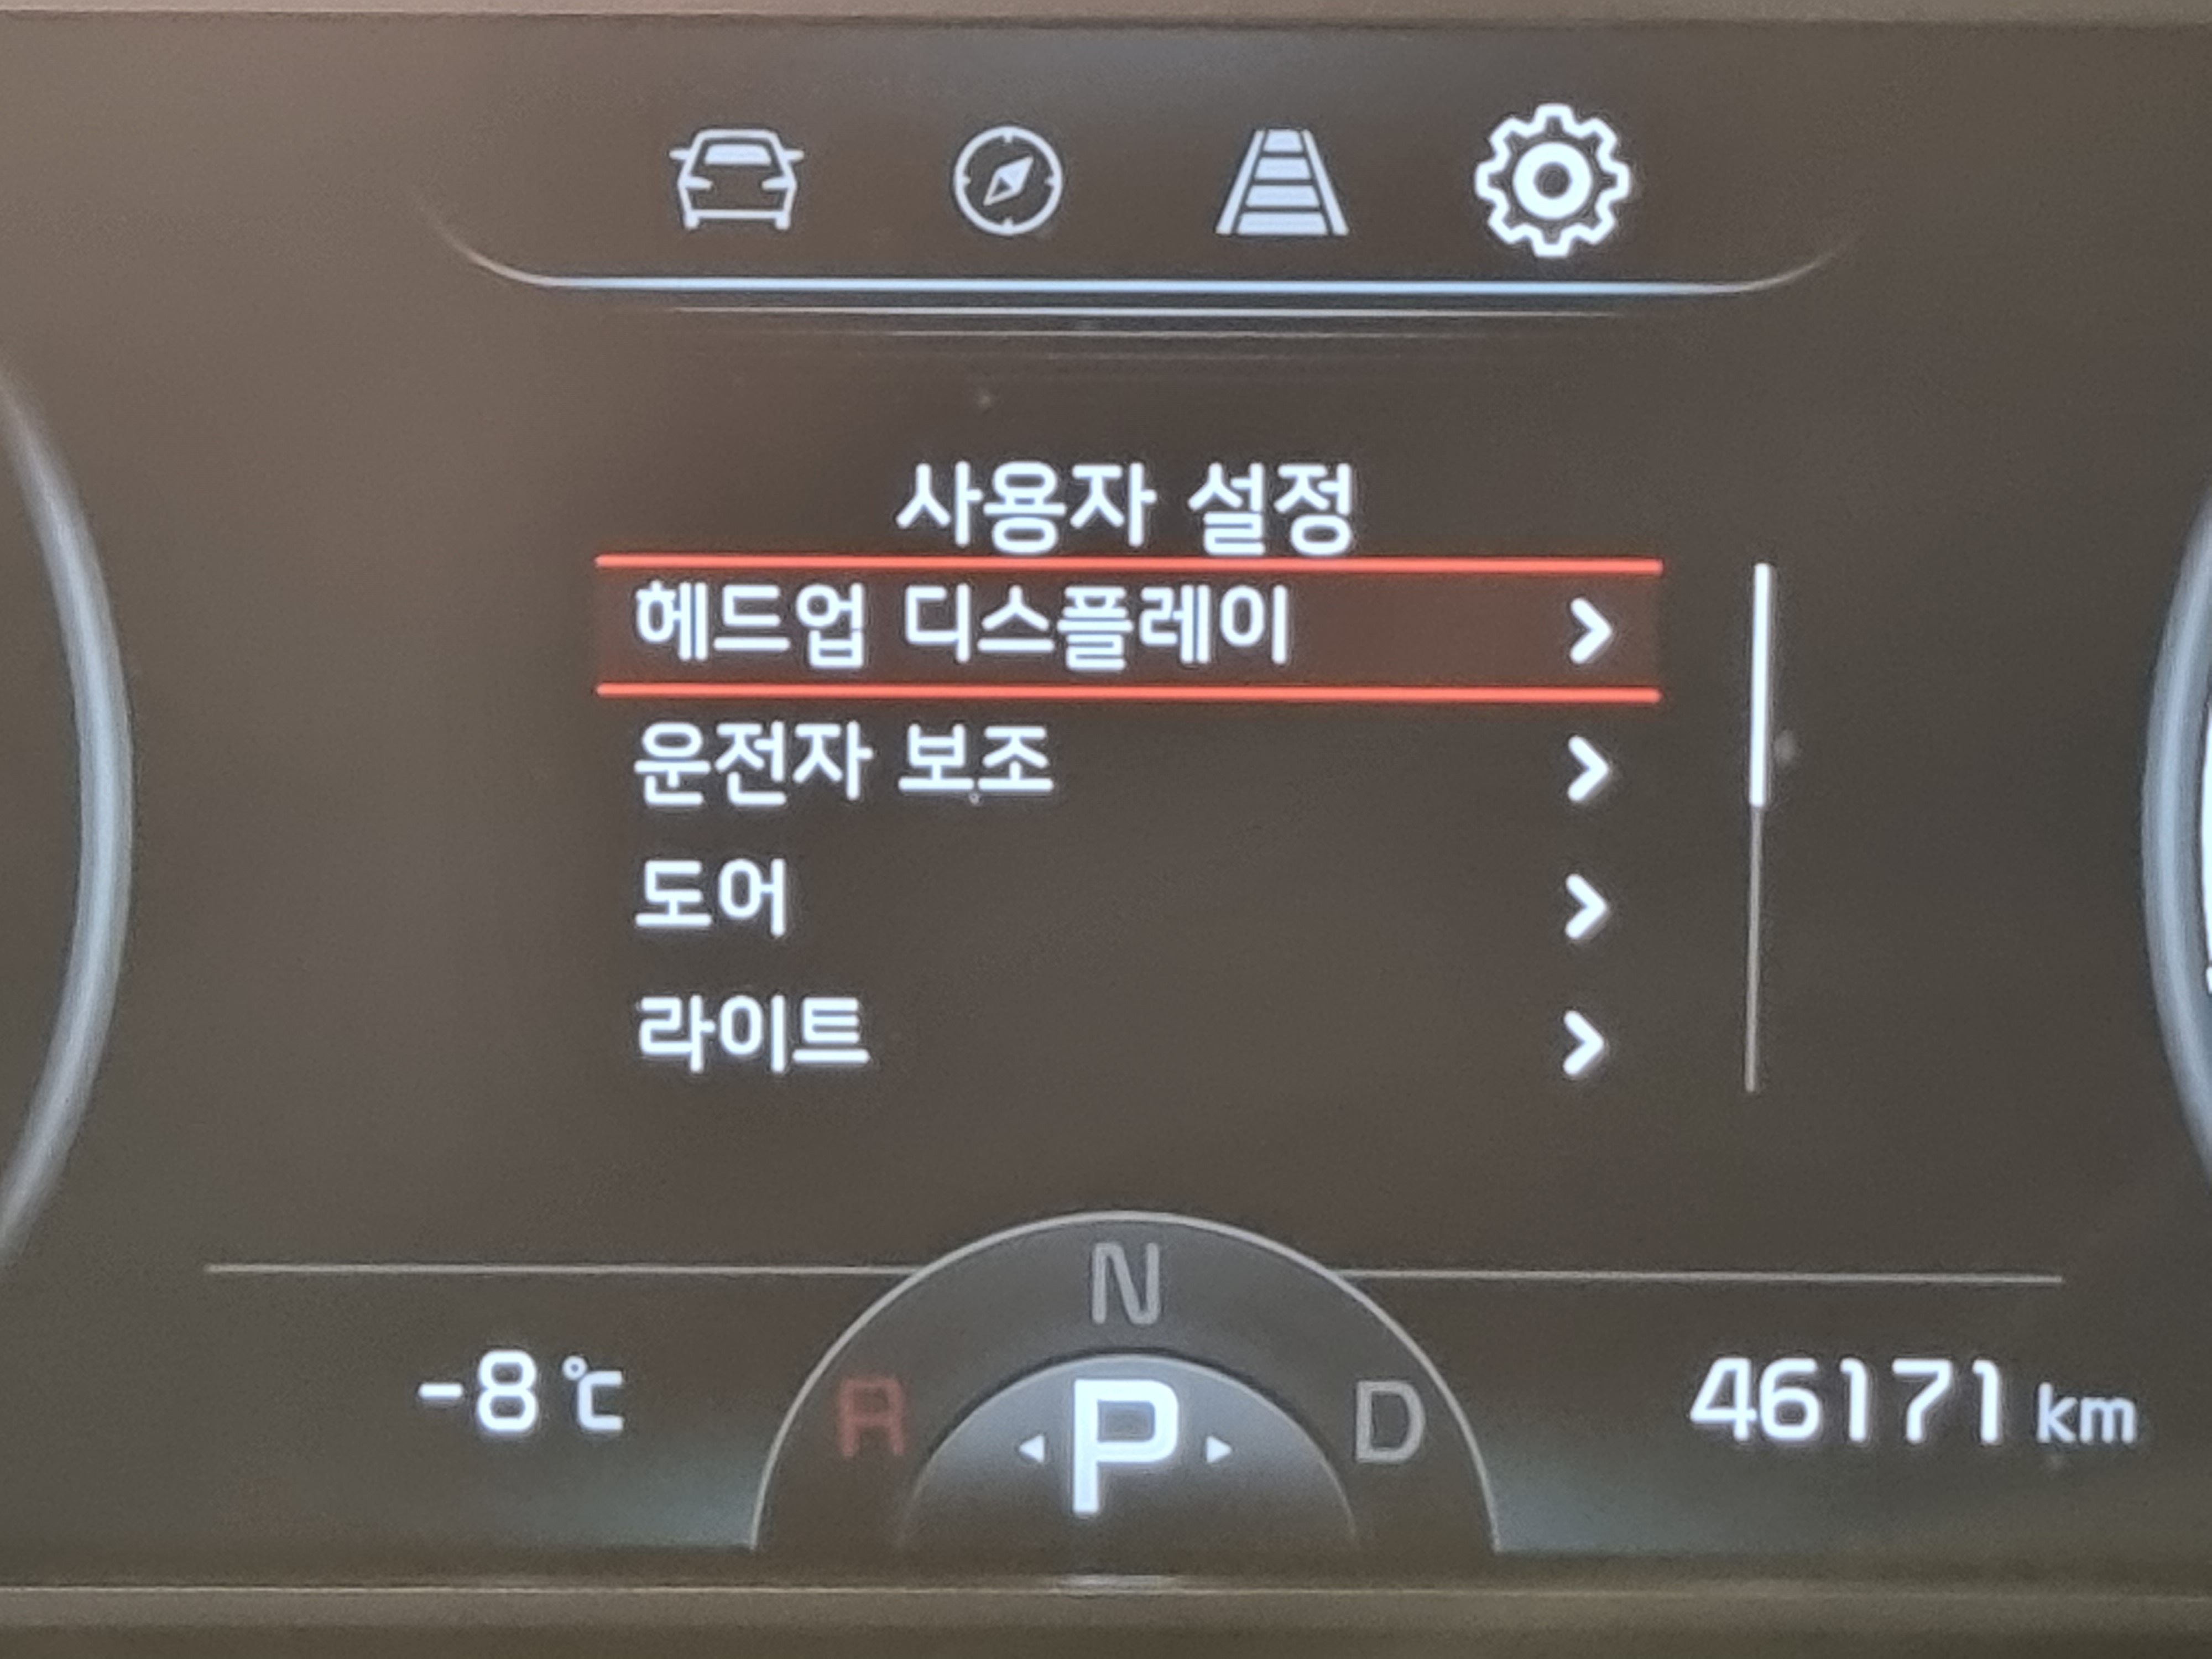 사용자 설정
헤드업 디스플레이
운전자 보조
도어
라이트
N
R P D
-8 °C
46171 km